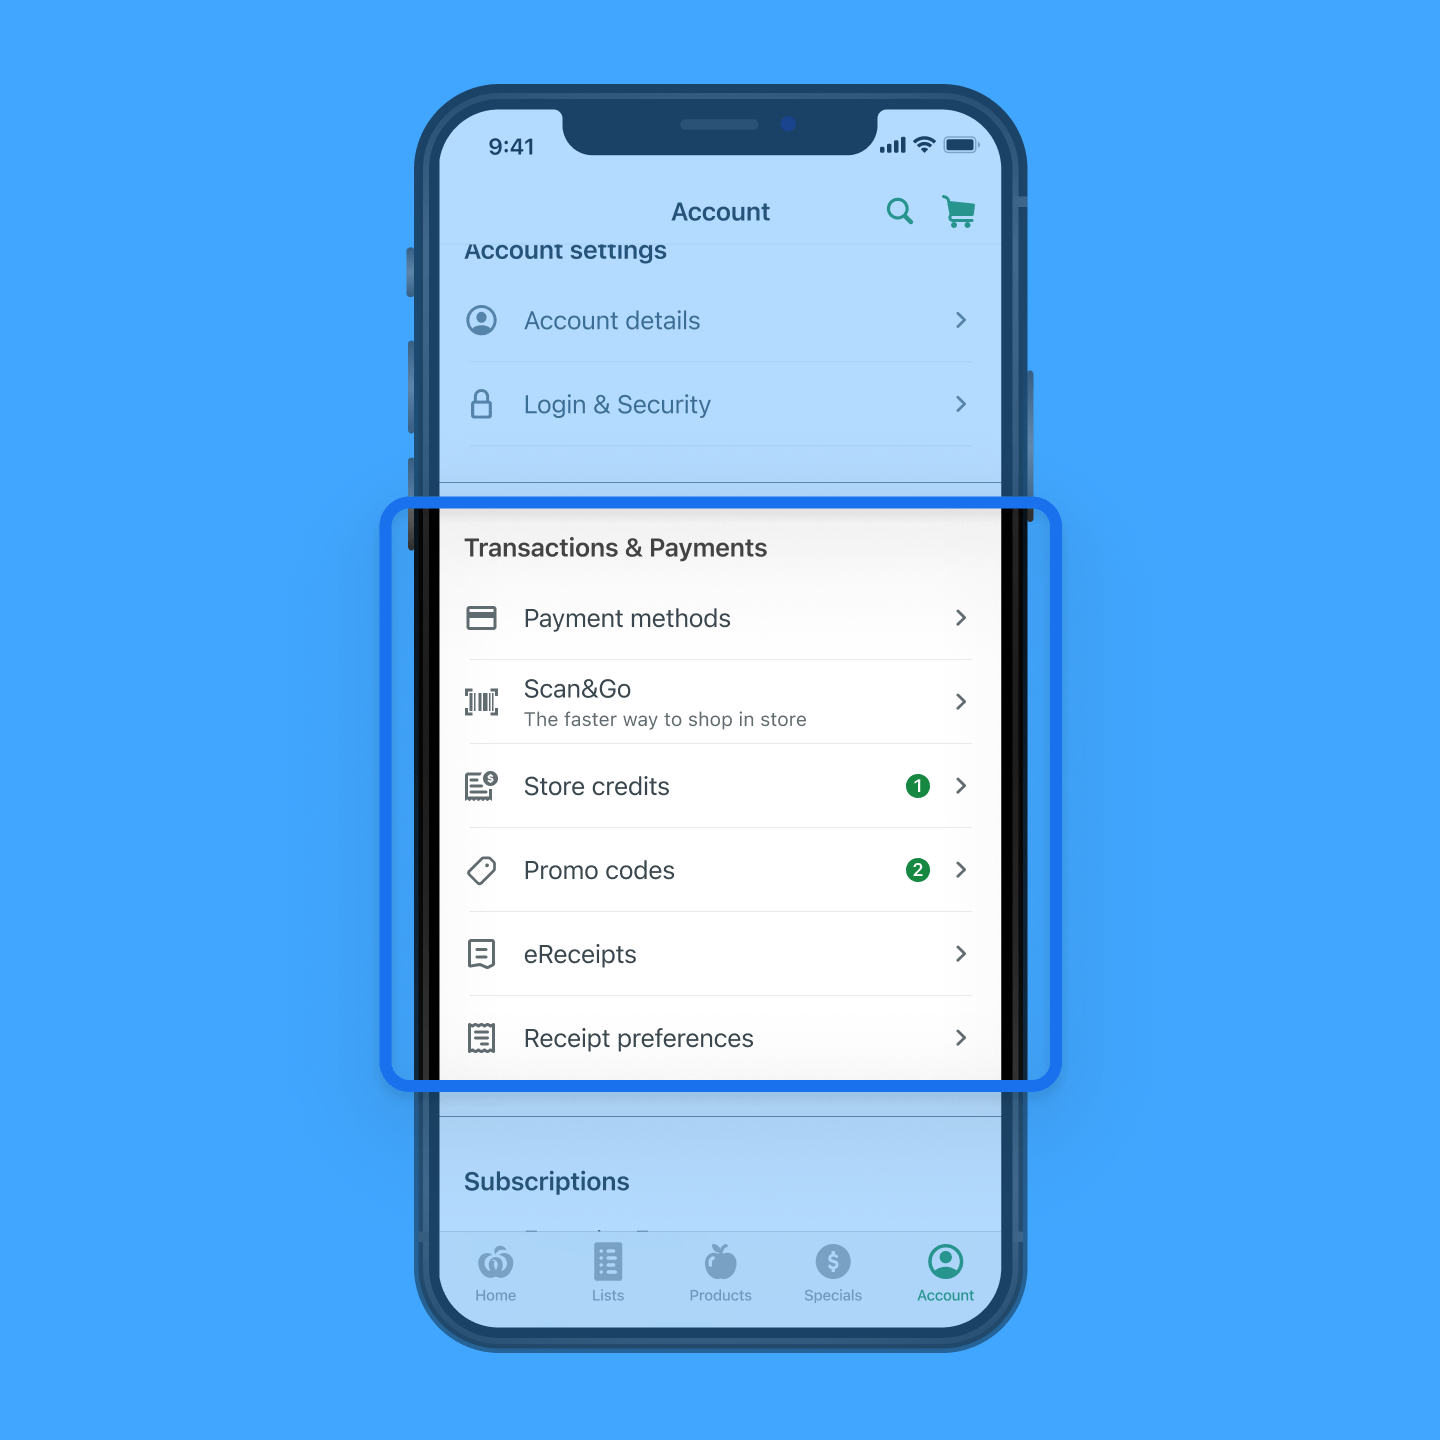 9:41
Account
Account settings
Account details
Login & Security
Transactions & Payments
Payment methods
Scan&Go
The faster way to shop in store
Store credits 1
Promo codes 2
eReceipts
Receipt preferences
Subscriptions
Home Lists Products Specials Account